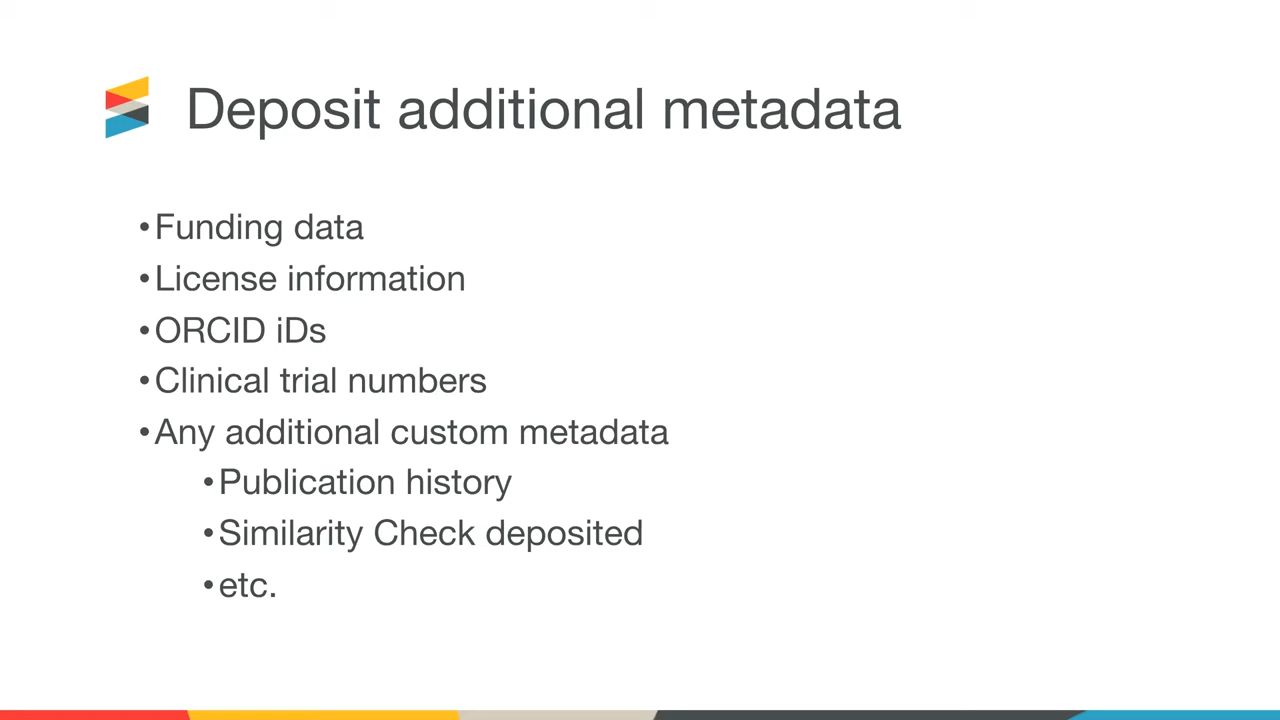 Deposit additional metadata
•Funding data
•License information
•ORCID iDs
•Clinical trial numbers
•Any additional custom metadata
•Publication history
•Similarity Check deposited
•etc.